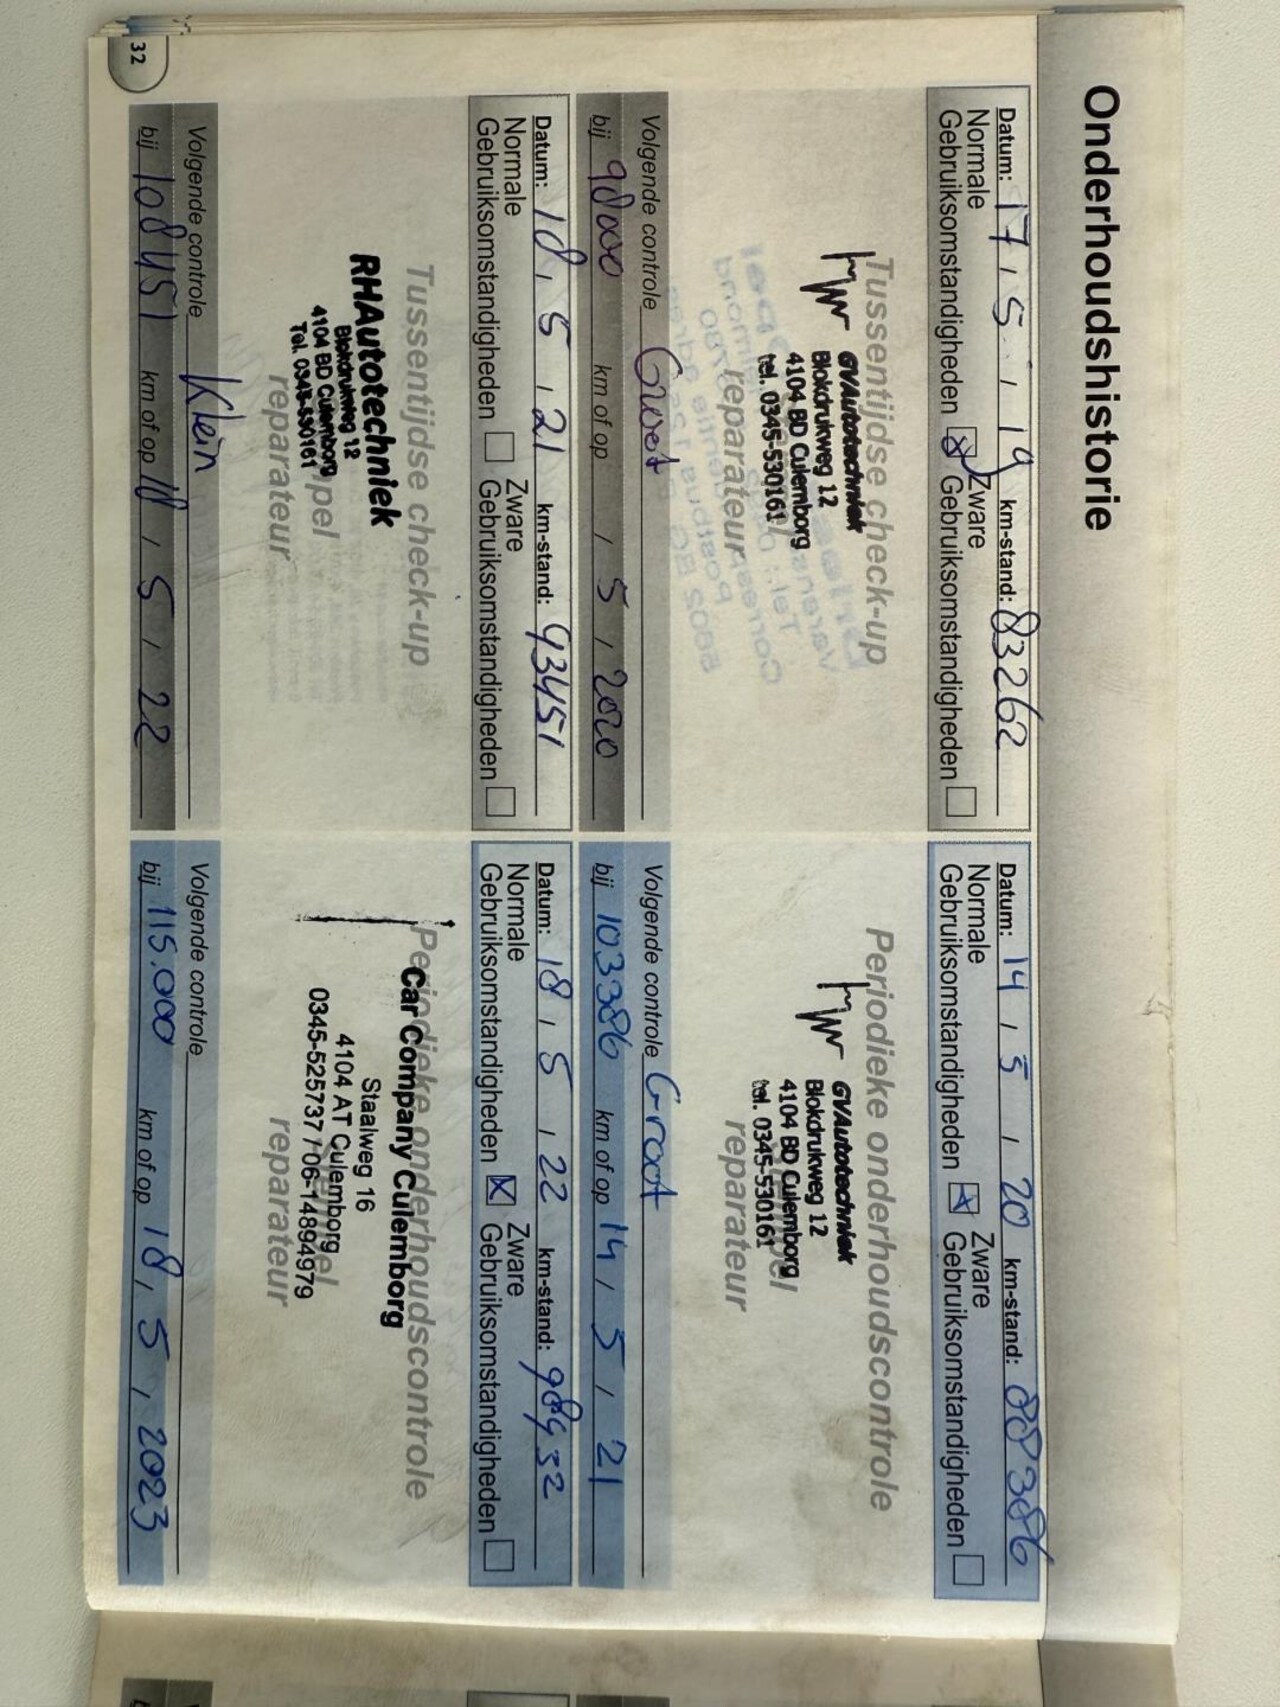 Onderhoudshistorie
Datum: 17 , 5 , 19 km-stand: 83262
Normale Zware
Gebruiksomstandigheden ☒ Gebruiksomstandigheden ☐
Tussentijdse check-up
GVAutotechniek
Blokdrukweg 12
4104 BD Culemborg
tel. 0345-530161
reparateur
Volgende controle Groot
bij 98000 km of op , 5 , 2020
Datum: 14 , 5 , 20 km-stand: 88386
Normale Zware
Gebruiksomstandigheden ☒ Gebruiksomstandigheden ☐
Periodieke onderhoudscontrole
GVAutotechniek
Blokdrukweg 12
4104 BD Culemborg
tel. 0345-530161
reparateur
Volgende controle Groot
bij 103386 km of op 14 , 5 , 21
Datum: 18 , 5 , 21 km-stand: 93451
Normale Zware
Gebruiksomstandigheden ☐ Gebruiksomstandigheden ☐
Tussentijdse check-up
RHAutotechniek
Blokdrukweg 12
4104 BD Culemborg
Tel. 0345-530161
reparateur
Volgende controle Klein
bij 108451 km of op 18 , 5 , 22
Datum: 18 , 5 , 22 km-stand: 98932
Normale Zware
Gebruiksomstandigheden ☒ Gebruiksomstandigheden ☐
Periodieke onderhoudscontrole
Car Company Culemborg
Staalweg 16
4104 AT Culemborg
0345-525737 / 06-14894979
reparateur
Volgende controle
bij 115.000 km of op 18 , 5 , 2023
32